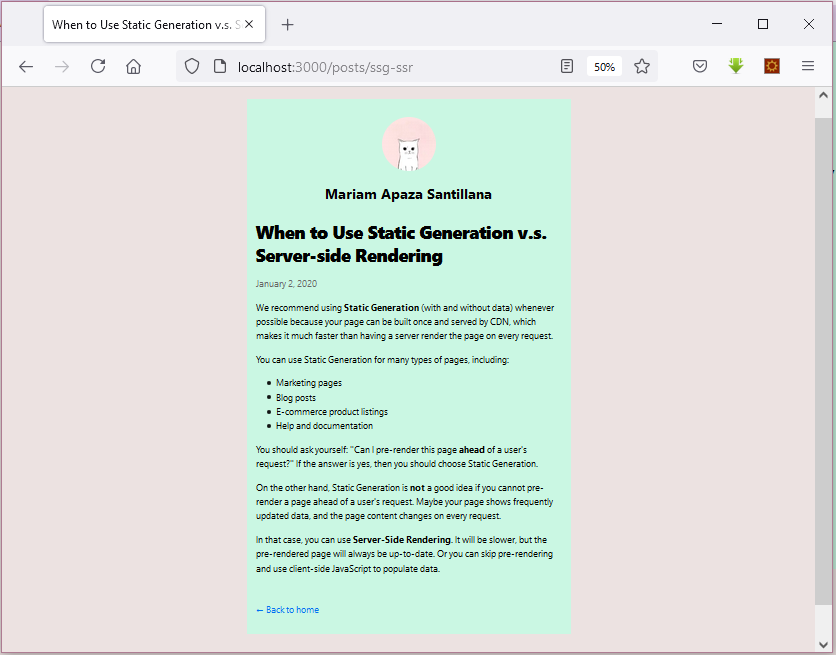 When to Use Static Generation v.s. S
localhost:3000/posts/ssg-ssr
50%
Mariam Apaza Santillana
When to Use Static Generation v.s.
Server-side Rendering
January 2, 2020
We recommend using Static Generation (with and without data) whenever
possible because your page can be built once and served by CDN, which
makes it much faster than having a server render the page on every request.
You can use Static Generation for many types of pages, including:
• Marketing pages
• Blog posts
• E-commerce product listings
• Help and documentation
You should ask yourself: "Can I pre-render this page ahead of a user's
request?" If the answer is yes, then you should choose Static Generation.
On the other hand, Static Generation is not a good idea if you cannot pre-
render a page ahead of a user's request. Maybe your page shows frequently
updated data, and the page content changes on every request.
In that case, you can use Server-Side Rendering. It will be slower, but the
pre-rendered page will always be up-to-date. Or you can skip pre-rendering
and use client-side JavaScript to populate data.
← Back to home